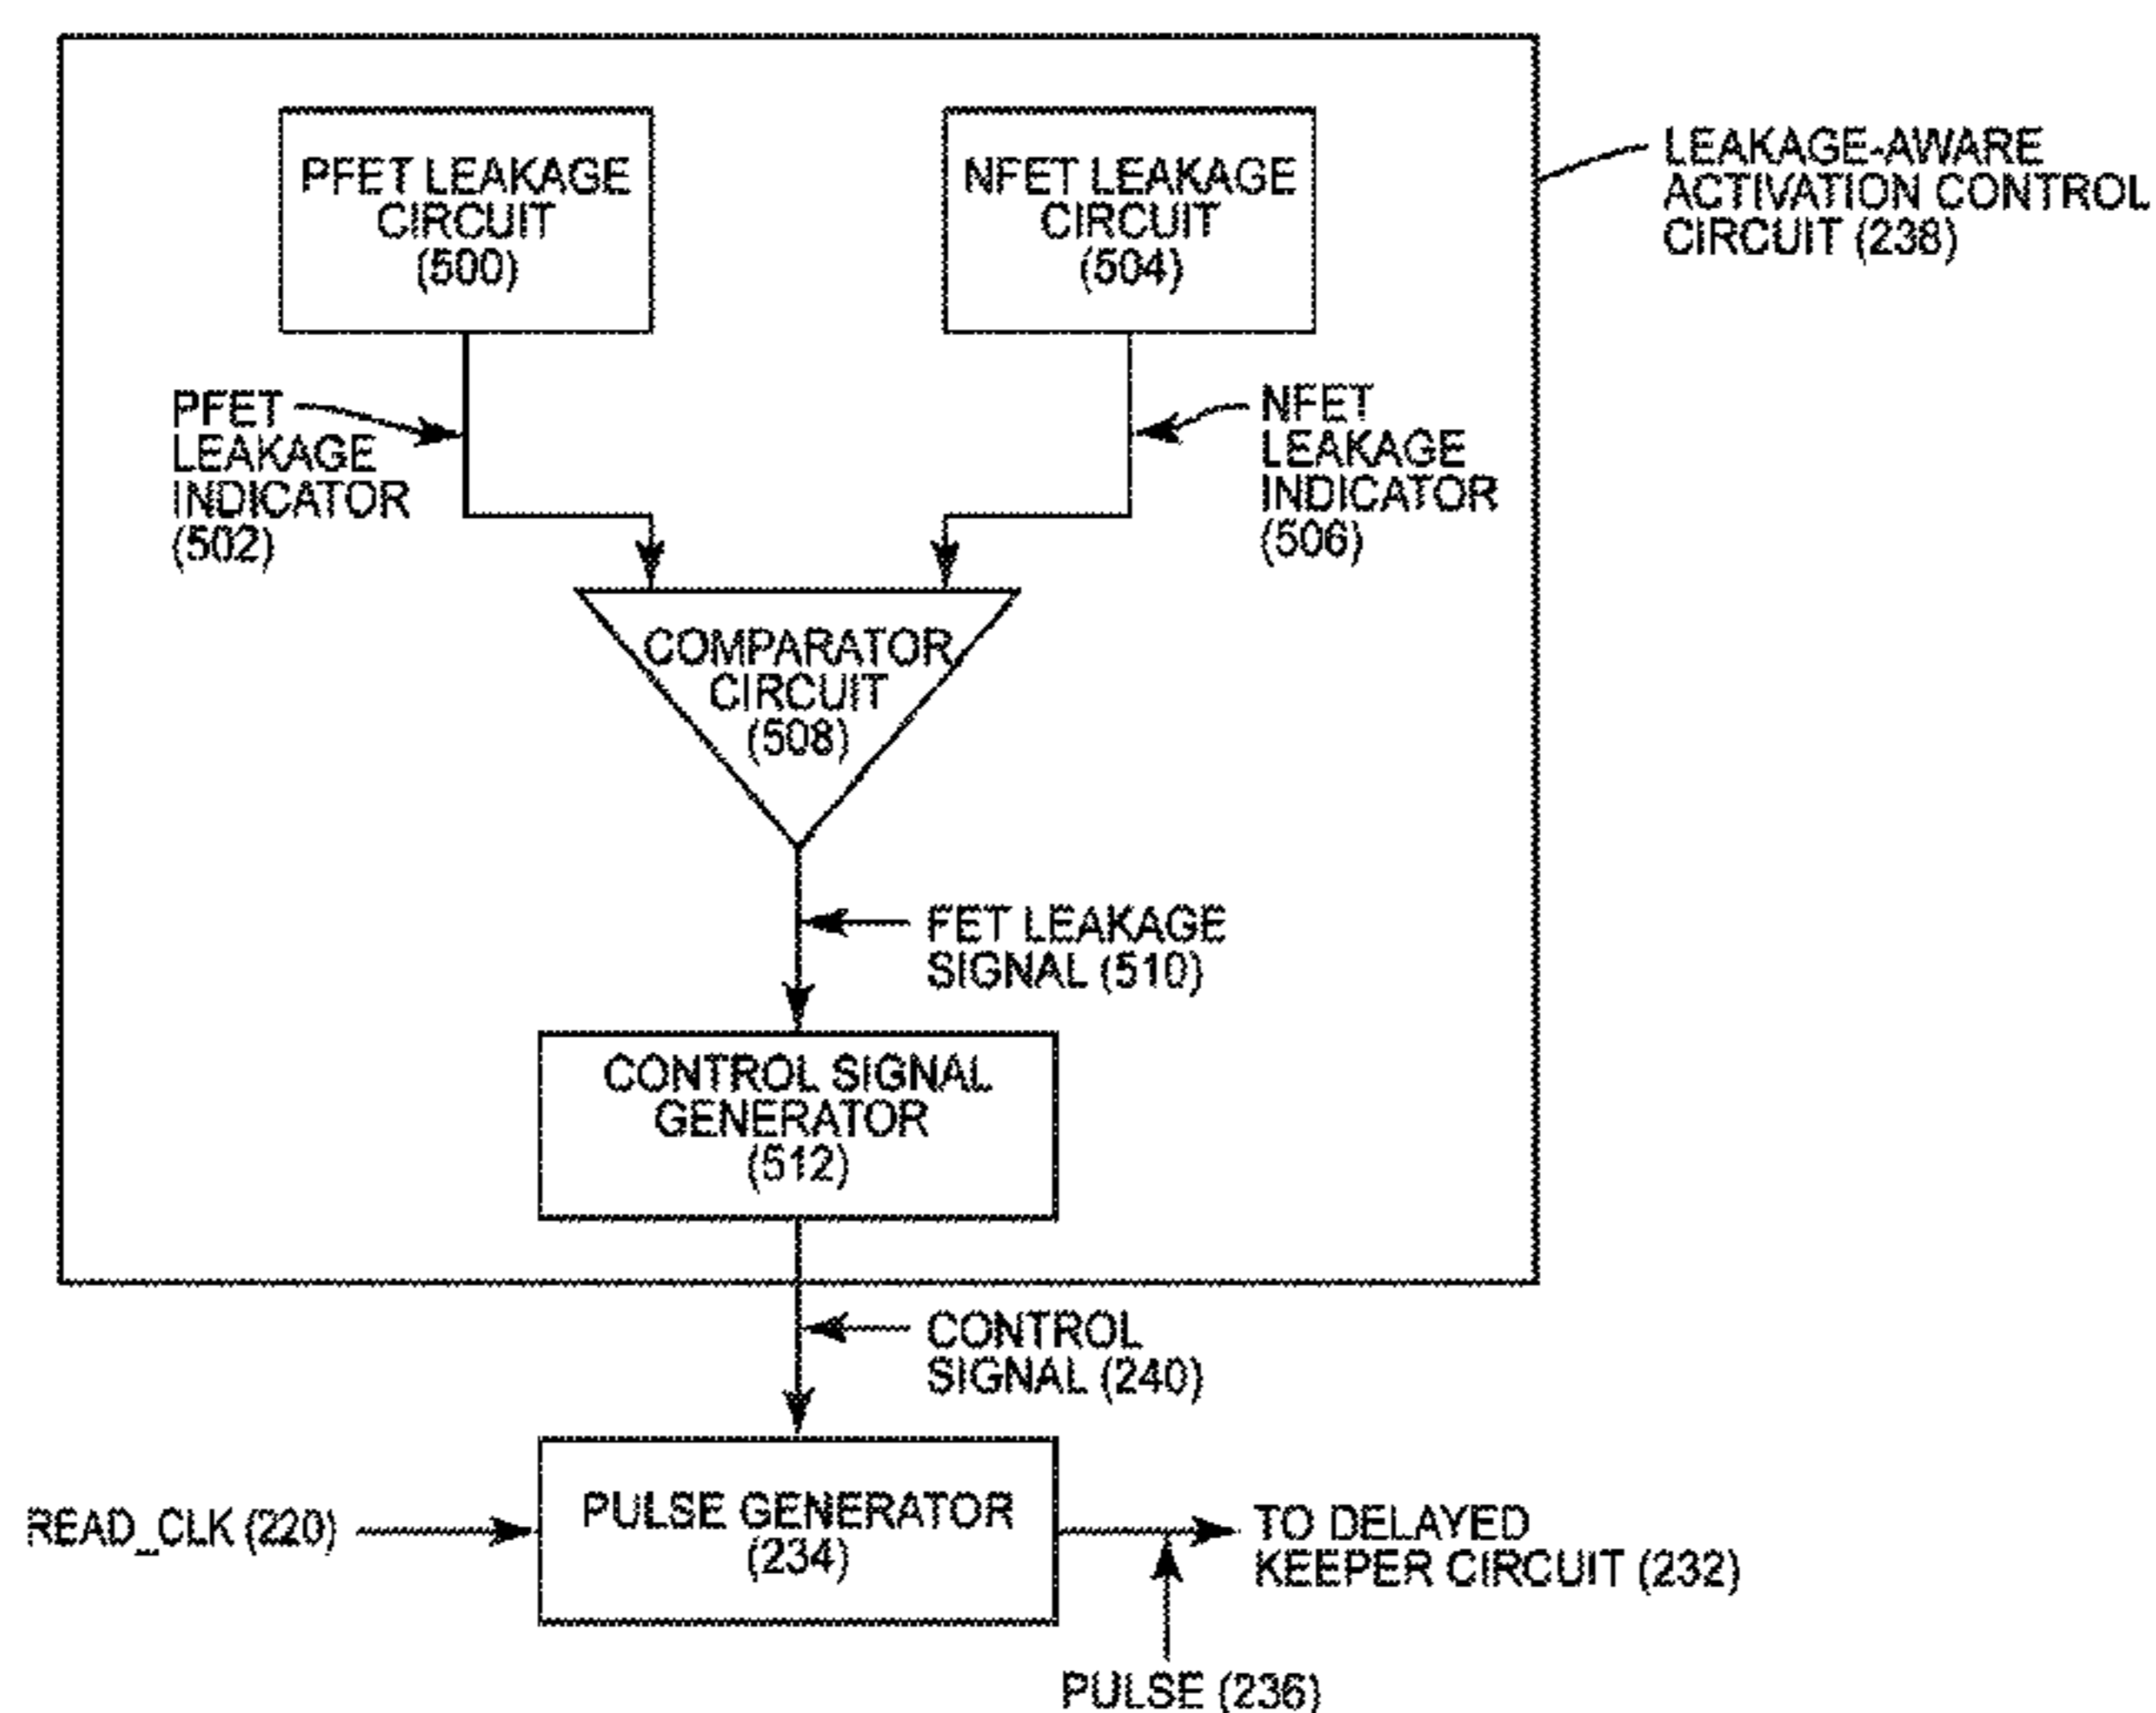 PFET LEAKAGE
CIRCUIT
(500)
NFET LEAKAGE
CIRCUIT
(504)
LEAKAGE-AWARE
ACTIVATION CONTROL
CIRCUIT (238)
PFET
LEAKAGE
INDICATOR
(502)
NFET
LEAKAGE
INDICATOR
(506)
COMPARATOR
CIRCUIT
(508)
FET LEAKAGE
SIGNAL (510)
CONTROL SIGNAL
GENERATOR
(512)
CONTROL
SIGNAL (240)
READ_CLK (220)
PULSE GENERATOR
(234)
TO DELAYED
KEEPER CIRCUIT (232)
PULSE (236)